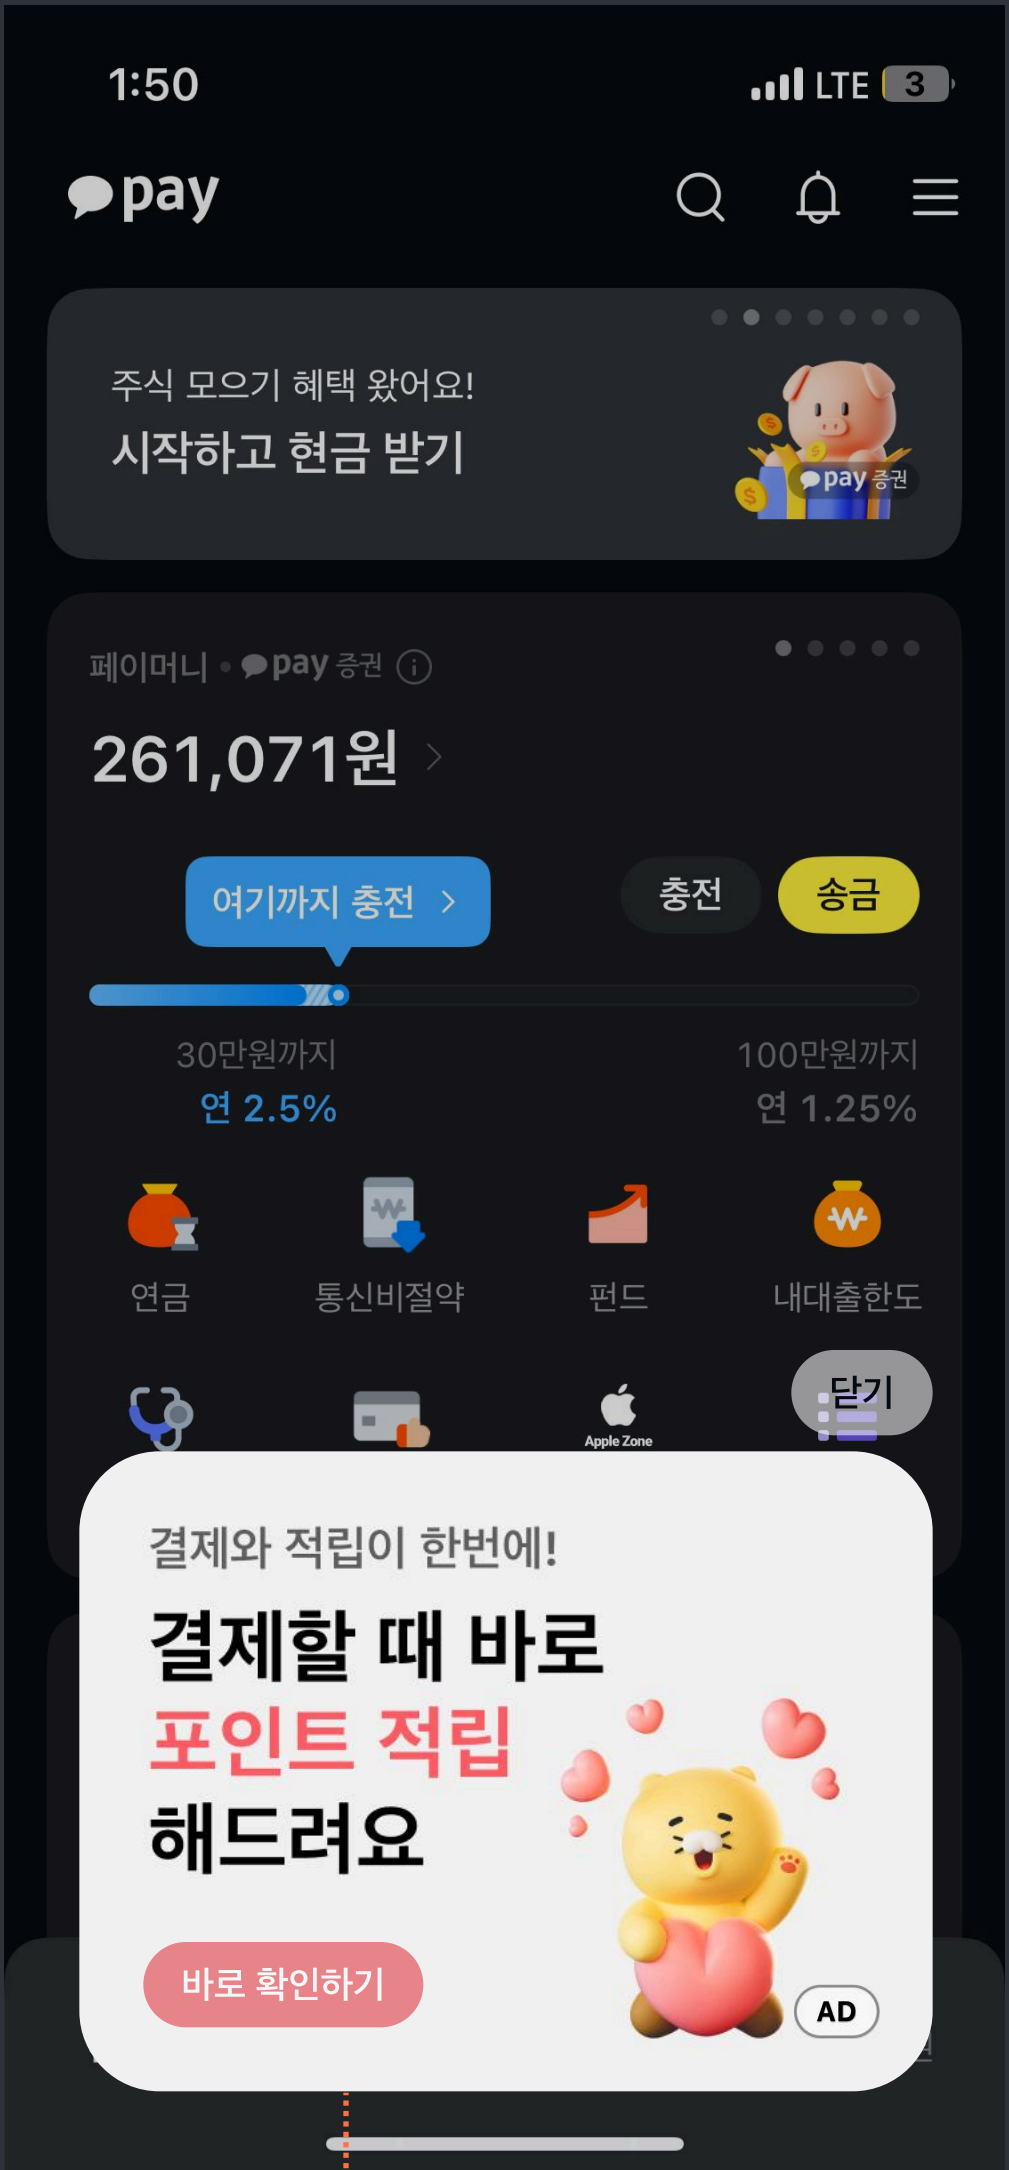 1:50 LTE 3
pay
주식 모으기 혜택 왔어요!
시작하고 현금 받기
pay 증권
페이머니 • pay 증권
261,071원
여기까지 충전
충전
송금
30만원까지
100만원까지
연 2.5%
연 1.25%
연금
통신비절약
펀드
내대출한도
Apple Zone
닫기
결제와 적립이 한번에!
결제할 때 바로
포인트 적립
해드려요
바로 확인하기
AD